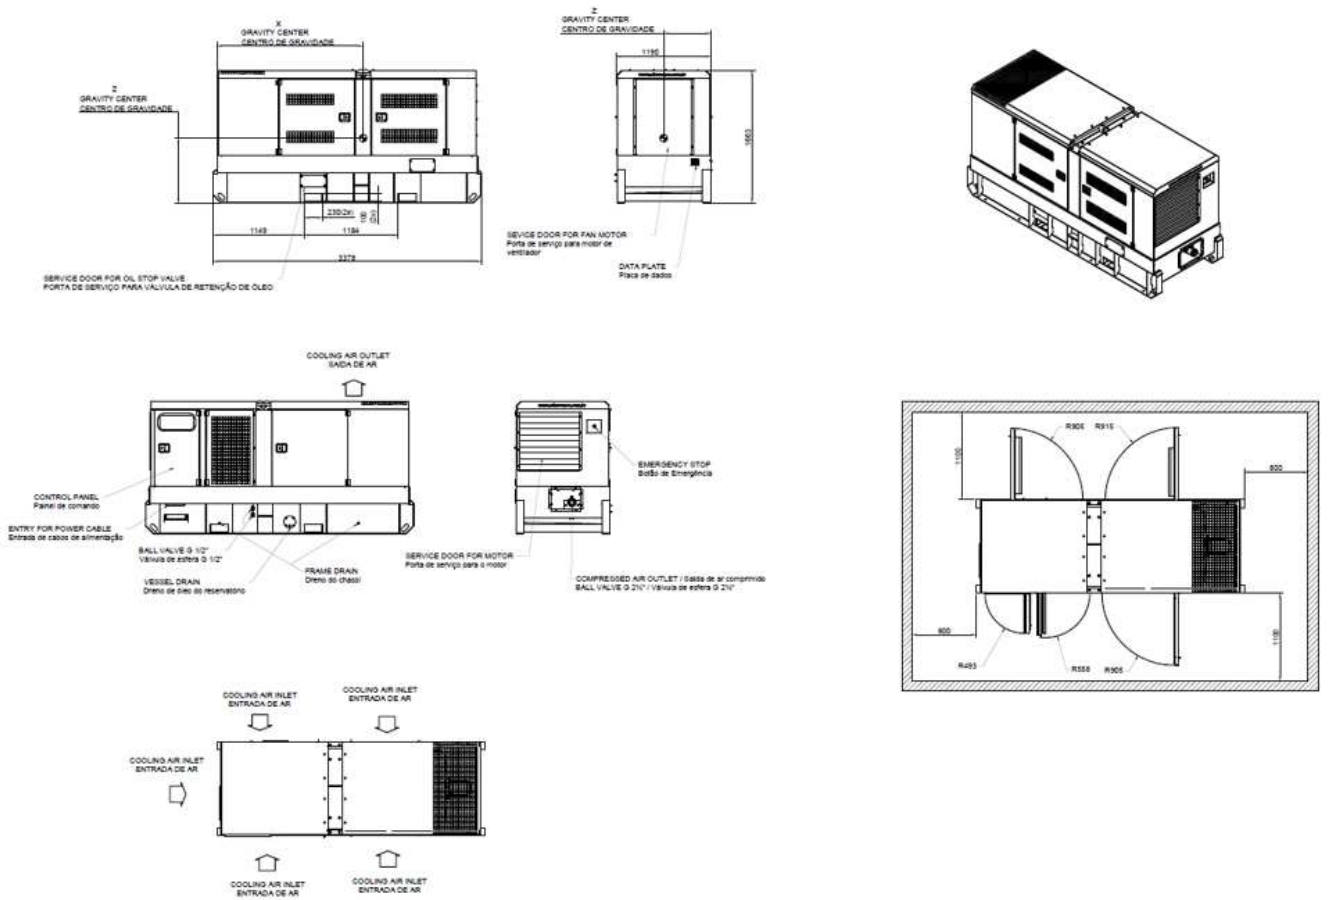 X
GRAVITY CENTER
CENTRO DE GRAVIDADE
Z
GRAVITY CENTER
CENTRO DE GRAVIDADE
Z
GRAVITY CENTER
CENTRO DE GRAVIDADE
1190
230(2x)
100
(2x)
1149
1184
3378
SERVICE DOOR FOR OIL STOP VALVE
PORTA DE SERVIÇO PARA VÁLVULA DE RETENÇÃO DE ÓLEO
SEVICE DOOR FOR FAN MOTOR
Porta de serviço para motor de
ventilador
DATA PLATE
Placa de dados
COOLING AIR OUTLET
SAIDA DE AR
CONTROL PANEL
Painel de comando
ENTRY FOR POWER CABLE
Entrada de cabos de alimentação
BALL VALVE G 1/2"
Válvula de esfera G 1/2"
VESSEL DRAIN
Dreno de óleo do reservatório
FRAME DRAIN
Dreno do chassi
EMERGENCY STOP
Botão de Emergência
SERVICE DOOR FOR MOTOR
Porta de serviço para o motor
COMPRESSED AIR OUTLET / Saída de ar comprimido
BALL VALVE G 2½" / Válvula de esfera G 2½"
R905
R915
1100
600
600
1100
R493
R558
R905
COOLING AIR INLET
ENTRADA DE AR
COOLING AIR INLET
ENTRADA DE AR
COOLING AIR INLET
ENTRADA DE AR
COOLING AIR INLET
ENTRADA DE AR
COOLING AIR INLET
ENTRADA DE AR